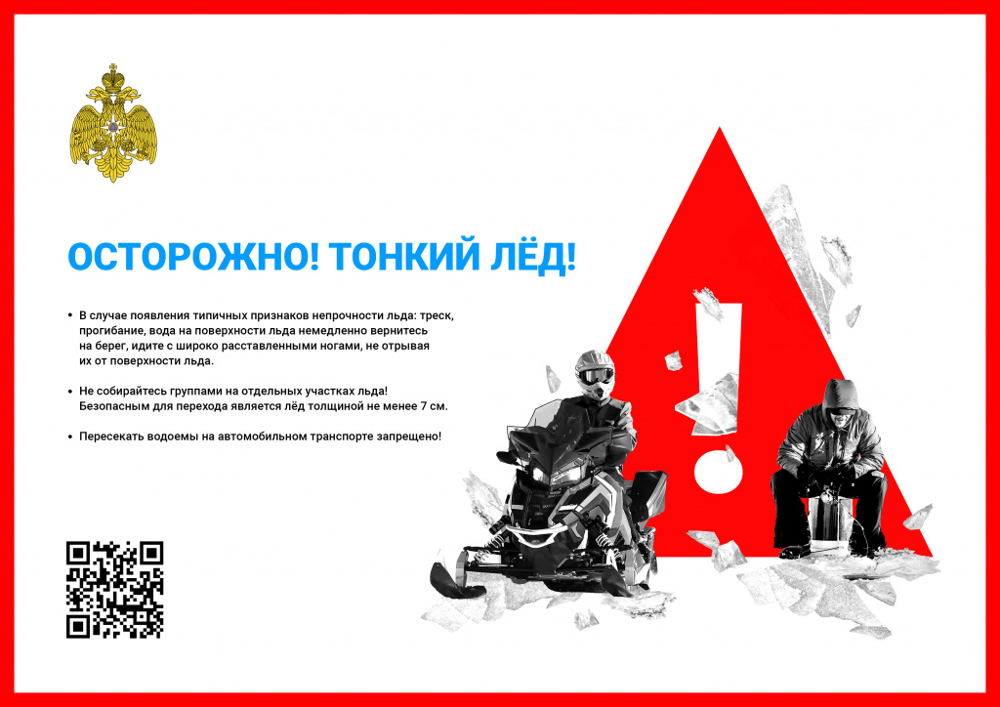 ОСТОРОЖНО! ТОНКИЙ ЛЁД!
• В случае появления типичных признаков непрочности льда: треск,
прогибание, вода на поверхности льда немедленно вернитесь
на берег, идите с широко расставленными ногами, не отрывая
их от поверхности льда.
• Не собирайтесь группами на отдельных участках льда!
Безопасным для перехода является лёд толщиной не менее 7 см.
• Пересекать водоемы на автомобильном транспорте запрещено!
!